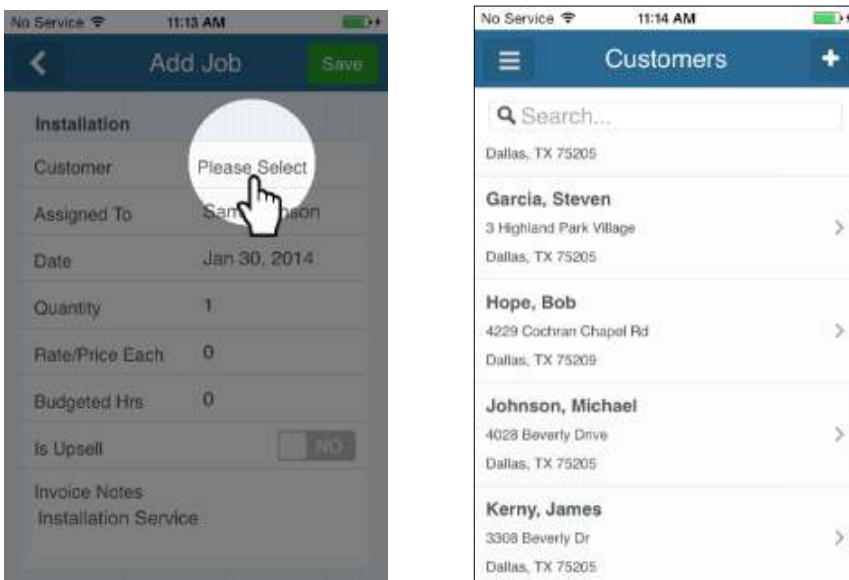 No Service 11:13 AM
Add Job Save
Installation
Customer Please Select
Assigned To
Date Jan 30, 2014
Quantity 1
Rate/Price Each 0
Budgeted Hrs 0
Is Upsell NO
Invoice Notes
Installation Service
No Service 11:14 AM
Customers
Search...
Dallas, TX 75205
Garcia, Steven
3 Highland Park Village
Dallas, TX 75205
Hope, Bob
4229 Cochran Chapel Rd
Dallas, TX 75209
Johnson, Michael
4028 Beverly Drive
Dallas, TX 75205
Kerny, James
3308 Beverly Dr
Dallas, TX 75205